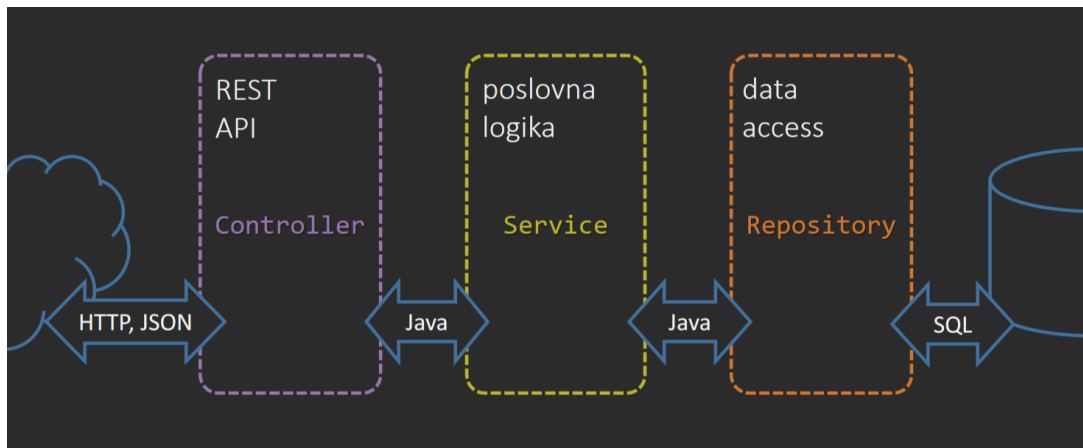 REST
API
Controller
poslovna
logika
Service
data
access
Repository
HTTP, JSON
Java
Java
SQL